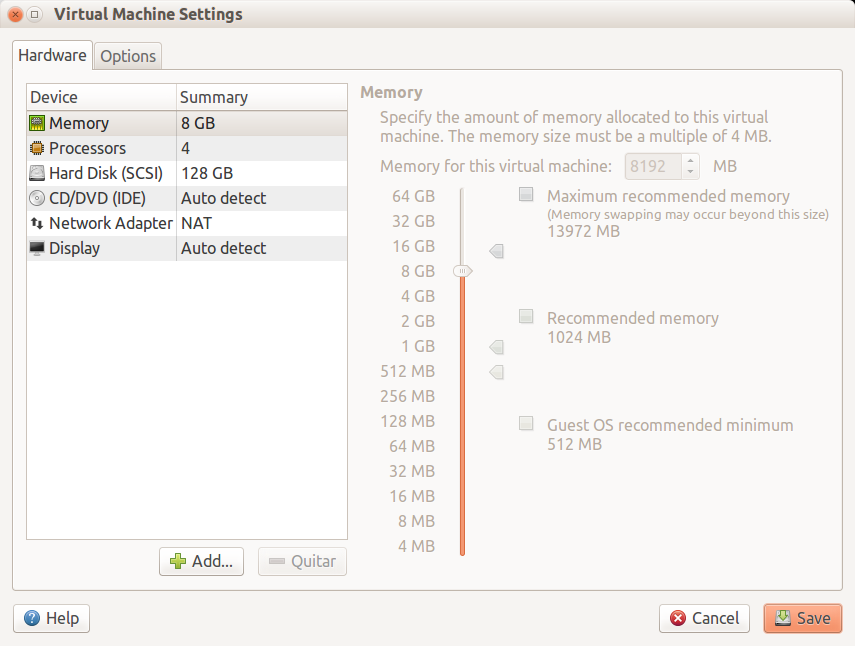 Virtual Machine Settings
Hardware Options
Device Summary
Memory 8 GB
Processors 4
Hard Disk (SCSI) 128 GB
CD/DVD (IDE) Auto detect
Network Adapter NAT
Display Auto detect
Add... Quitar
Memory
Specify the amount of memory allocated to this virtual
machine. The memory size must be a multiple of 4 MB.
Memory for this virtual machine: 8192 MB
64 GB
32 GB
16 GB
8 GB
4 GB
2 GB
1 GB
512 MB
256 MB
128 MB
64 MB
32 MB
16 MB
8 MB
4 MB
Maximum recommended memory
(Memory swapping may occur beyond this size)
13972 MB
Recommended memory
1024 MB
Guest OS recommended minimum
512 MB
Help Cancel Save